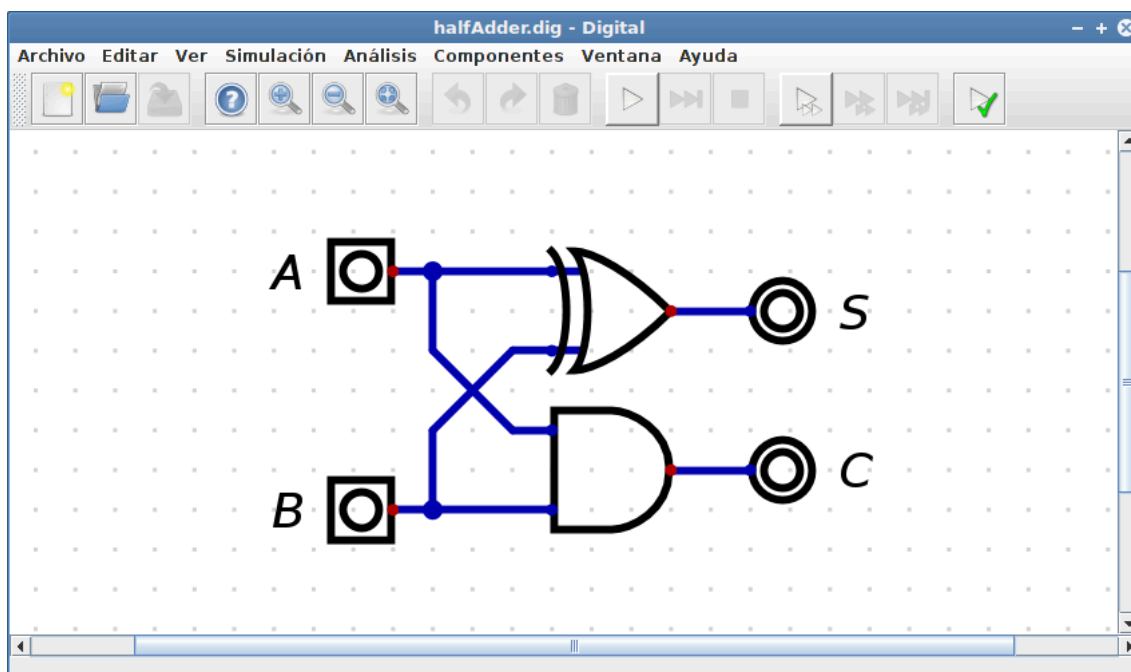 halfAdder.dig - Digital
Archivo Editar Ver Simulación Análisis Componentes Ventana Ayuda
A
S
B
C